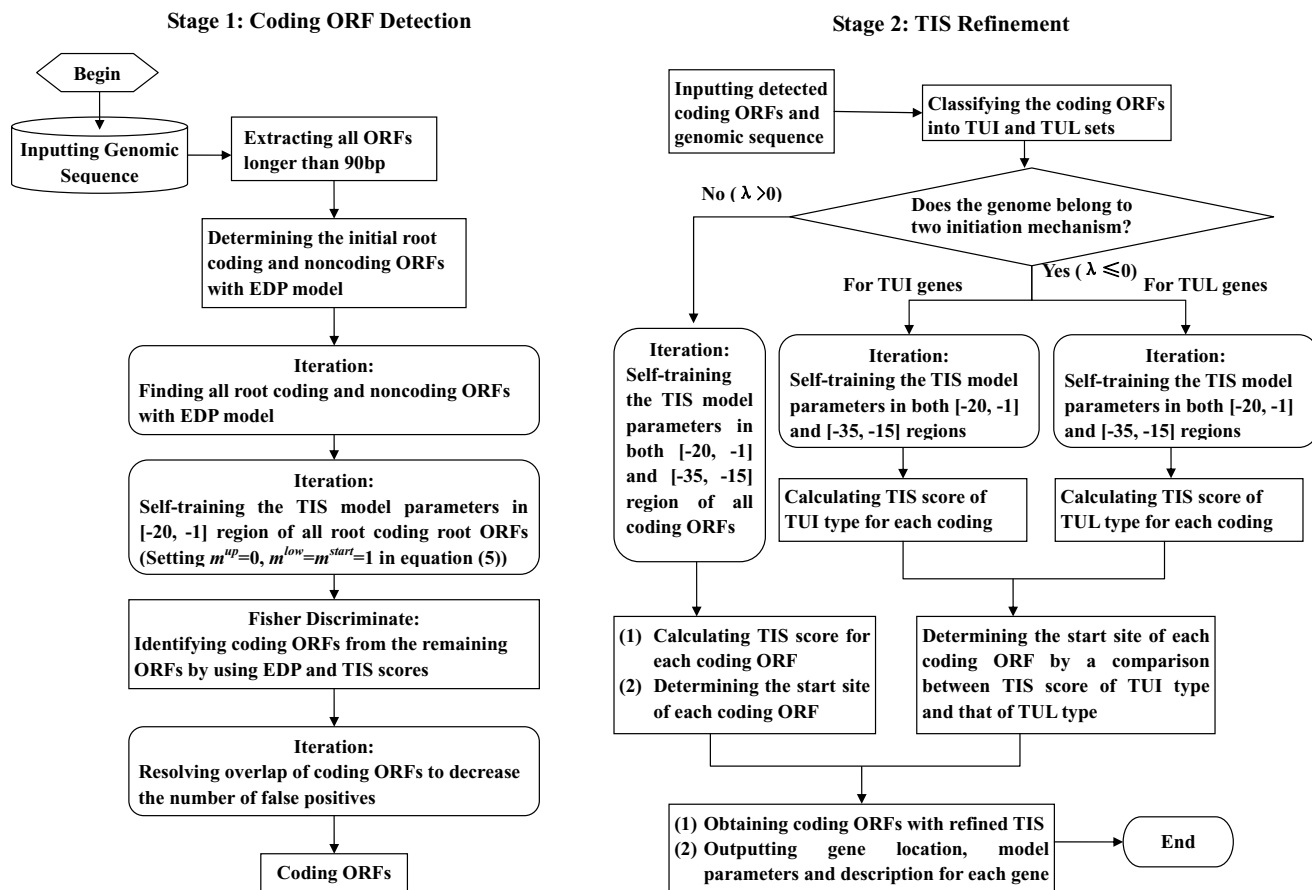 Stage 1: Coding ORF Detection
Begin
Inputting Genomic
Sequence
Extracting all ORFs
longer than 90bp
Determining the initial root
coding and noncoding ORFs
with EDP model
Iteration:
Finding all root coding and noncoding ORFs
with EDP model
Iteration:
Self-training the TIS model parameters in
[-20, -1] region of all root coding root ORFs
(Setting m^up=0, m^low=m^start=1 in equation (5))
Fisher Discriminate:
Identifying coding ORFs from the remaining
ORFs by using EDP and TIS scores
Iteration:
Resolving overlap of coding ORFs to decrease
the number of false positives
Coding ORFs
Stage 2: TIS Refinement
Inputting detected
coding ORFs and
genomic sequence
Classifying the coding ORFs
into TUI and TUL sets
Does the genome belong to
two initiation mechanism?
No ( λ>0)
Yes ( λ ≤0)
For TUI genes
For TUL genes
Iteration:
Self-training
the TIS model
parameters in
both [-20, -1]
and [-35, -15]
region of all
coding ORFs
Iteration:
Self-training the TIS model
parameters in both [-20, -1]
and [-35, -15] regions
Iteration:
Self-training the TIS model
parameters in both [-20, -1]
and [-35, -15] regions
Calculating TIS score of
TUI type for each coding
Calculating TIS score of
TUL type for each coding
(1) Calculating TIS score for
each coding ORF
(2) Determining the start site
of each coding ORF
Determining the start site of each
coding ORF by a comparison
between TIS score of TUI type
and that of TUL type
(1) Obtaining coding ORFs with refined TIS
(2) Outputting gene location, model
parameters and description for each gene
End